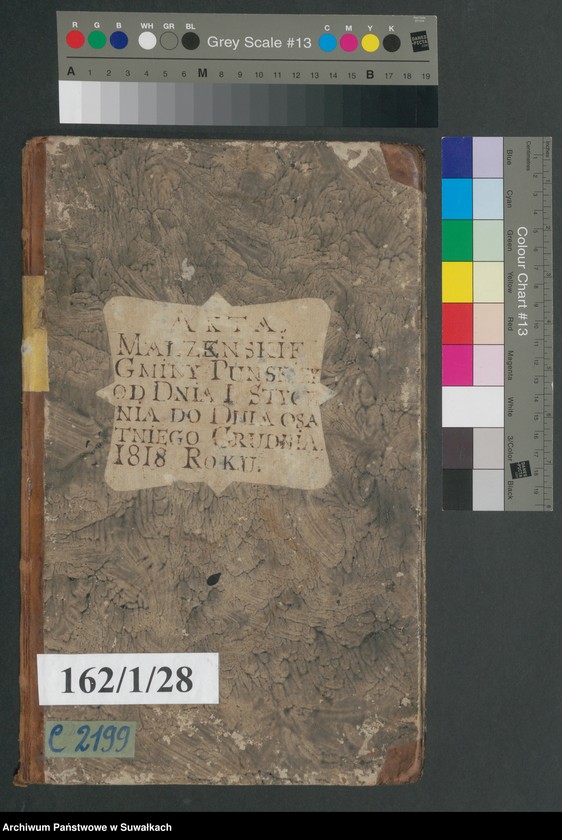 R G B WH GR BL Grey Scale #13 C M Y K
A 1 2 3 4 5 6 M 8 9 10 11 12 13 14 15 B 17 18 19
Colour Chart #13
Blue
Cyan
Green
Yellow
Red
Magenta
White
3/Color
Black
Centimetres
Inches
AKTA,
MAŁZENSKIE
GMINY PUNSKIEY
OD DNIA I STYCZ
NIA DO DNIA OSA
TNIEGO GRUDNIA.
1818 ROKU.
162/1/28
C 2199
Archiwum Państwowe w Suwałkach